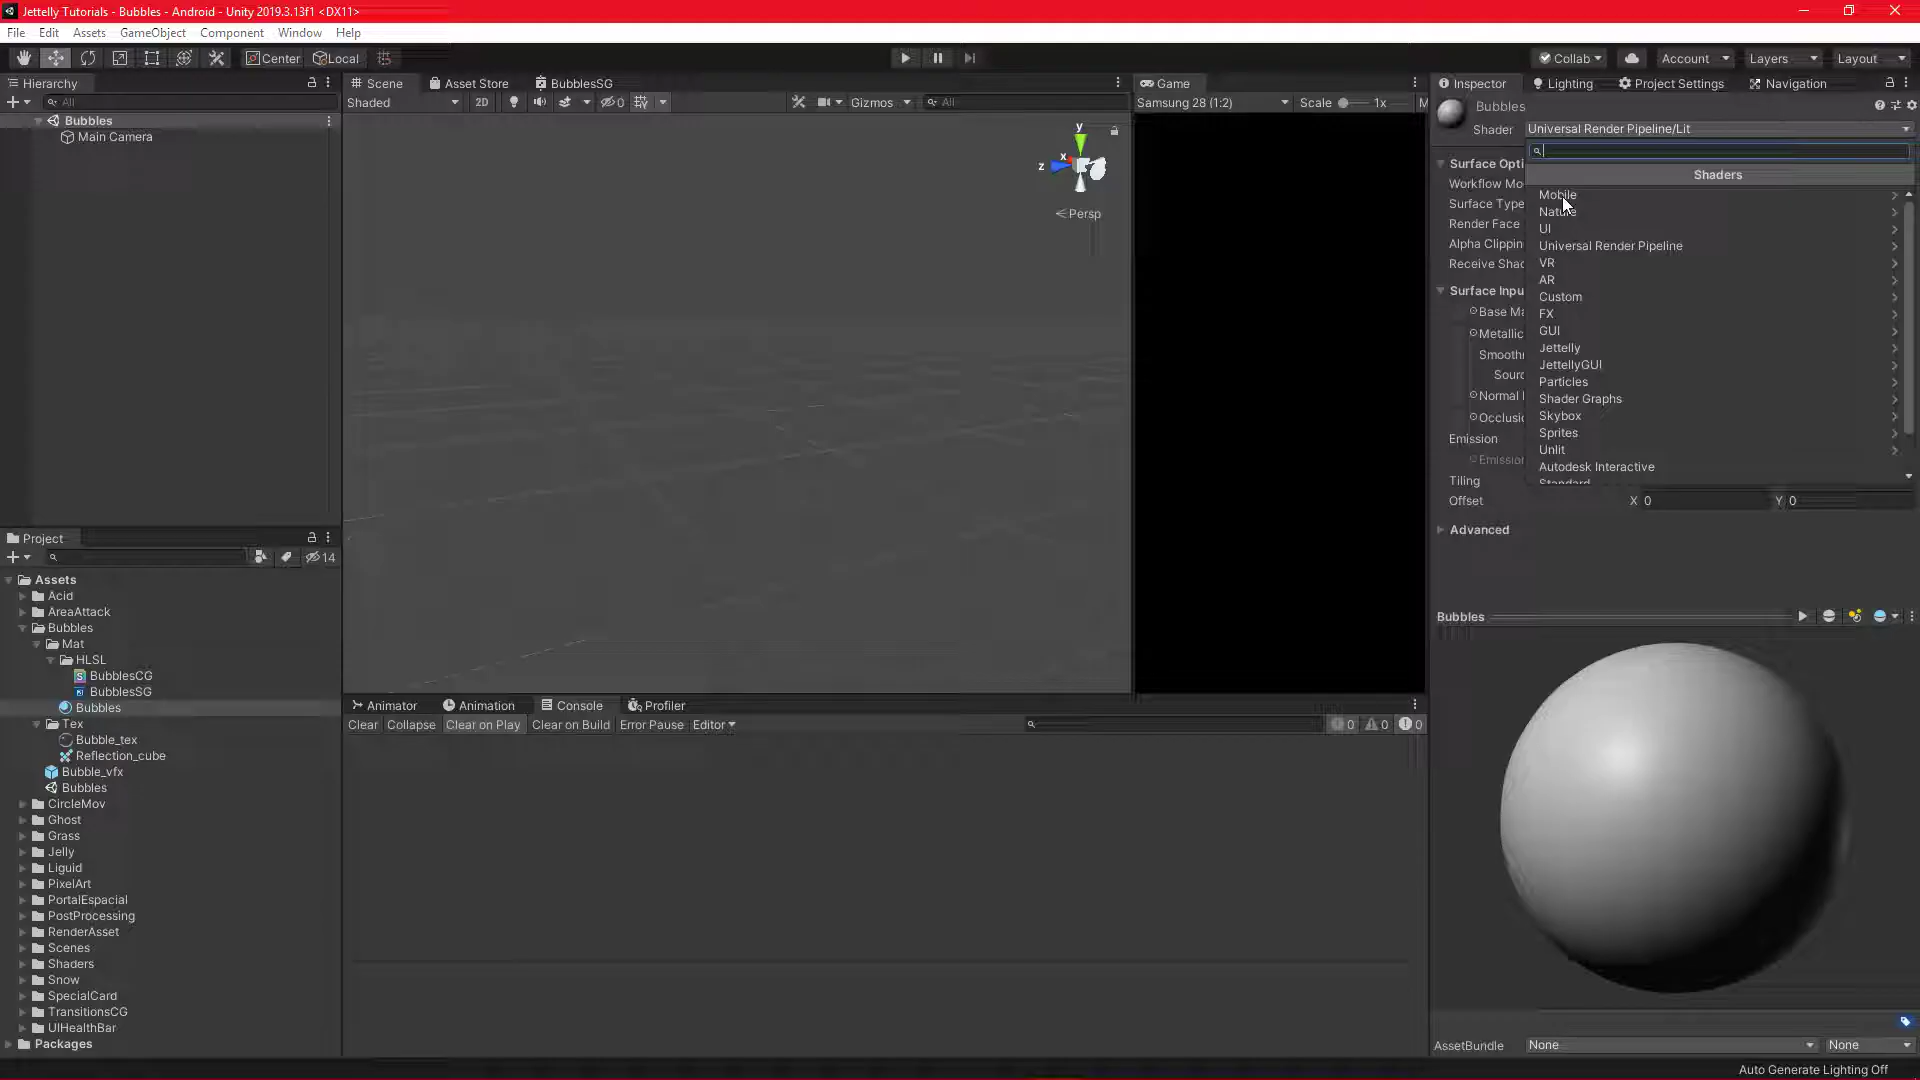 Jettelly Tutorials - Bubbles - Android - Unity 2019.3.13f1 <DX11>
File Edit Assets GameObject Component Window Help
Center Local Collab Account Layers Layout
Hierarchy Scene Asset Store BubblesSG Game Inspector Lighting Project Settings Navigation
All Shaded 2D 0 Gizmos All Samsung 28 (1:2) Scale 1x M Bubbles
Bubbles
Main Camera
Shader Universal Render Pipeline/Lit
y
x
z
Persp
Surface Opti
Workflow Mo
Surface Type
Render Face
Alpha Clippin
Receive Shad
Surface Inpu
Base Ma
Metallic
Smooth
Sourc
Normal
Occlusi
Emission
Emission
Tiling
Offset X 0 Y 0
Advanced
Shaders
Mobile
Nature
UI
Universal Render Pipeline
VR
AR
Custom
FX
GUI
Jettelly
JettellyGUI
Particles
Shader Graphs
Skybox
Sprites
Unlit
Autodesk Interactive
Standard
Project
14
Assets
Acid
AreaAttack
Bubbles
Mat
HLSL
BubblesCG
BubblesSG
Bubbles
Tex
Bubble_tex
Reflection_cube
Bubble_vfx
Bubbles
CircleMov
Ghost
Grass
Jelly
Liguid
PixelArt
PortalEspacial
PostProcessing
RenderAsset
Scenes
Shaders
Snow
SpecialCard
TransitionsCG
UIHealthBar
Packages
Animator Animation Console Profiler
Clear Collapse Clear on Play Clear on Build Error Pause Editor 0 0 0
Bubbles
AssetBundle None None
Auto Generate Lighting Off